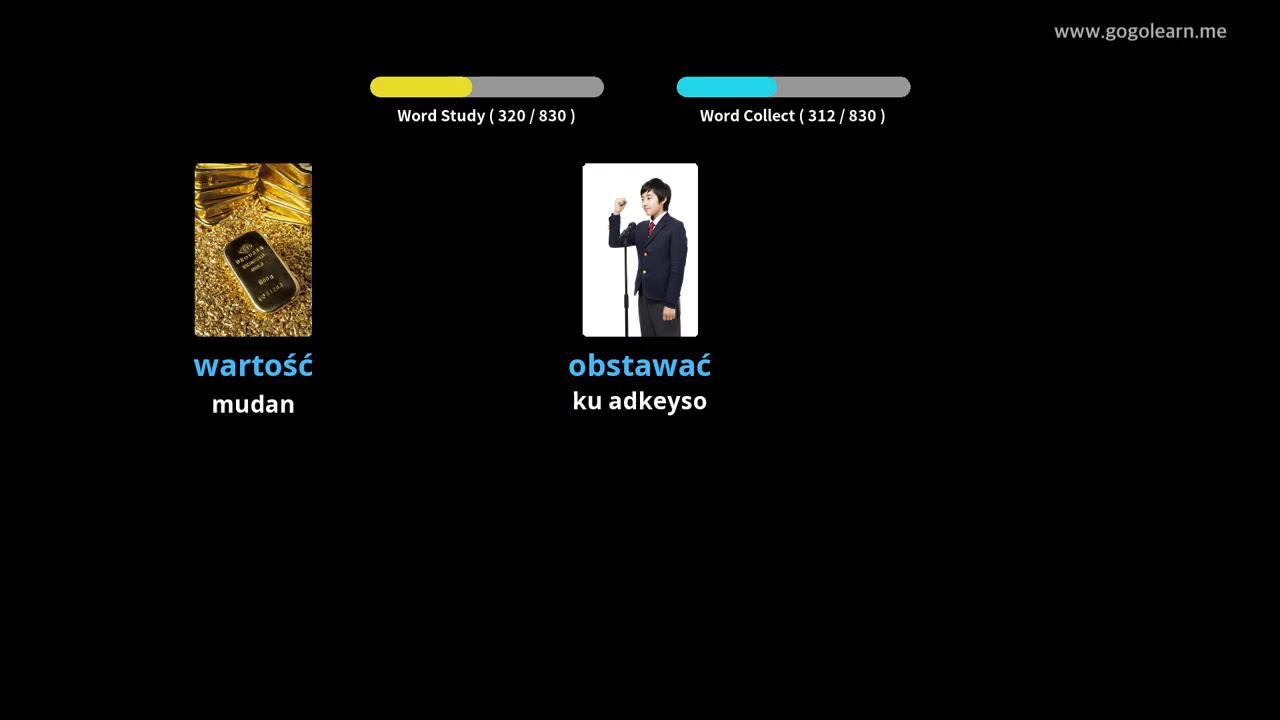 www.gogolearn.me
Word Study ( 320 / 830 )
Word Collect ( 312 / 830 )
wartość
mudan
obstawać
ku adkeyso